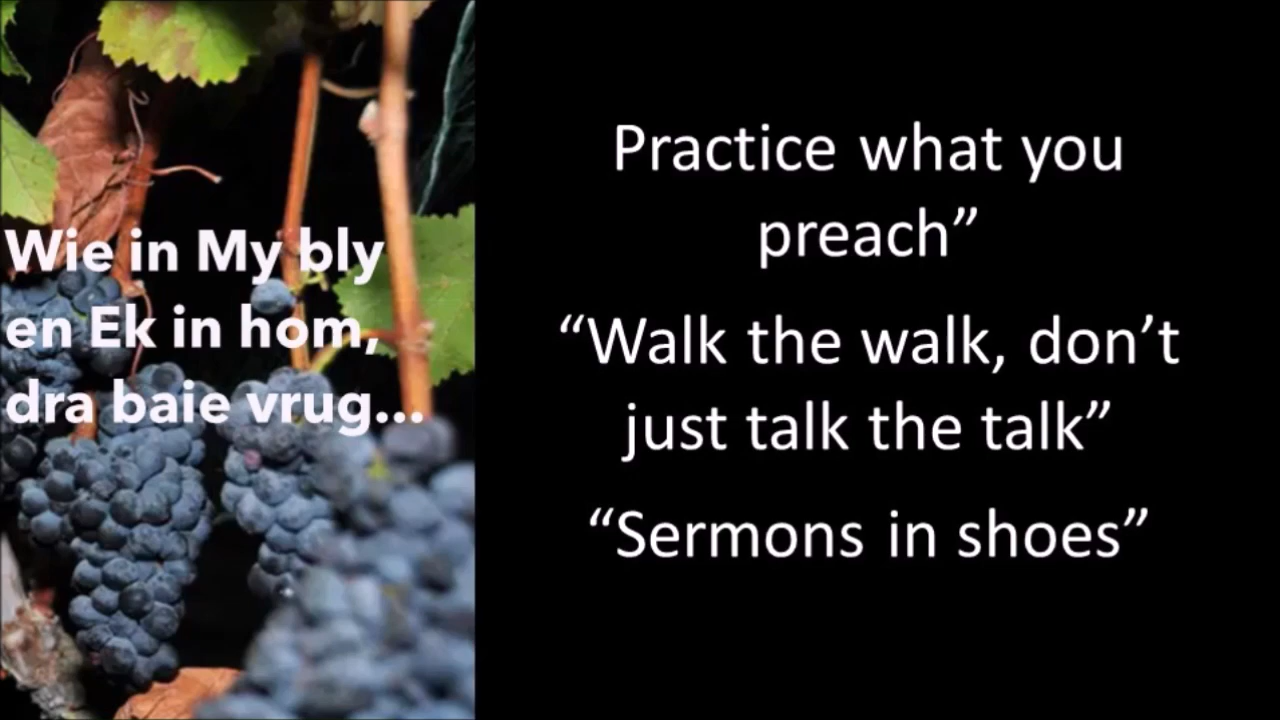 Wie in My bly
en Ek in hom,
dra baie vrug...
Practice what you
preach”
“Walk the walk, don’t
just talk the talk”
“Sermons in shoes”